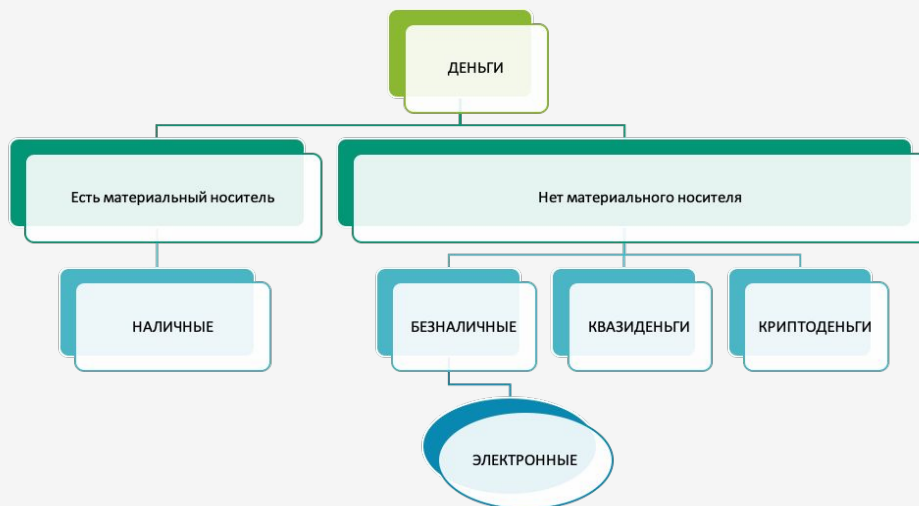 ДЕНЬГИ
Есть материальный носитель
Нет материального носителя
НАЛИЧНЫЕ
БЕЗНАЛИЧНЫЕ
КВАЗИДЕНЬГИ
КРИПТОДЕНЬГИ
ЭЛЕКТРОННЫЕ